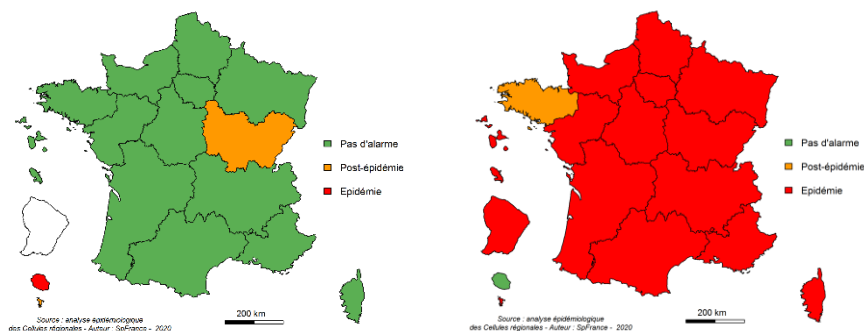 Pas d'alarme
Post-épidémie
Epidémie
200 km
Source : analyse épidémiologique
des Cellules régionales - Auteur : SpFrance - 2020
Pas d'alarme
Post-épidémie
Epidémie
200 km
Source : analyse épidémiologique
des Cellules régionales - Auteur : SpFrance - 2020